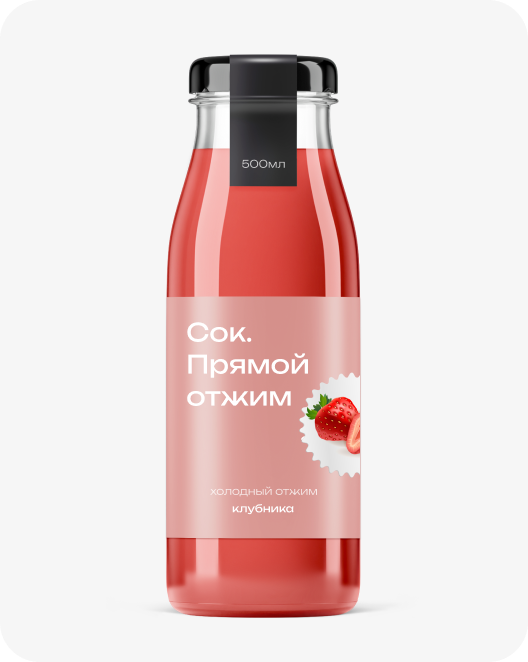 500мл
Сок.
Прямой
отжим
холодный отжим
клубника